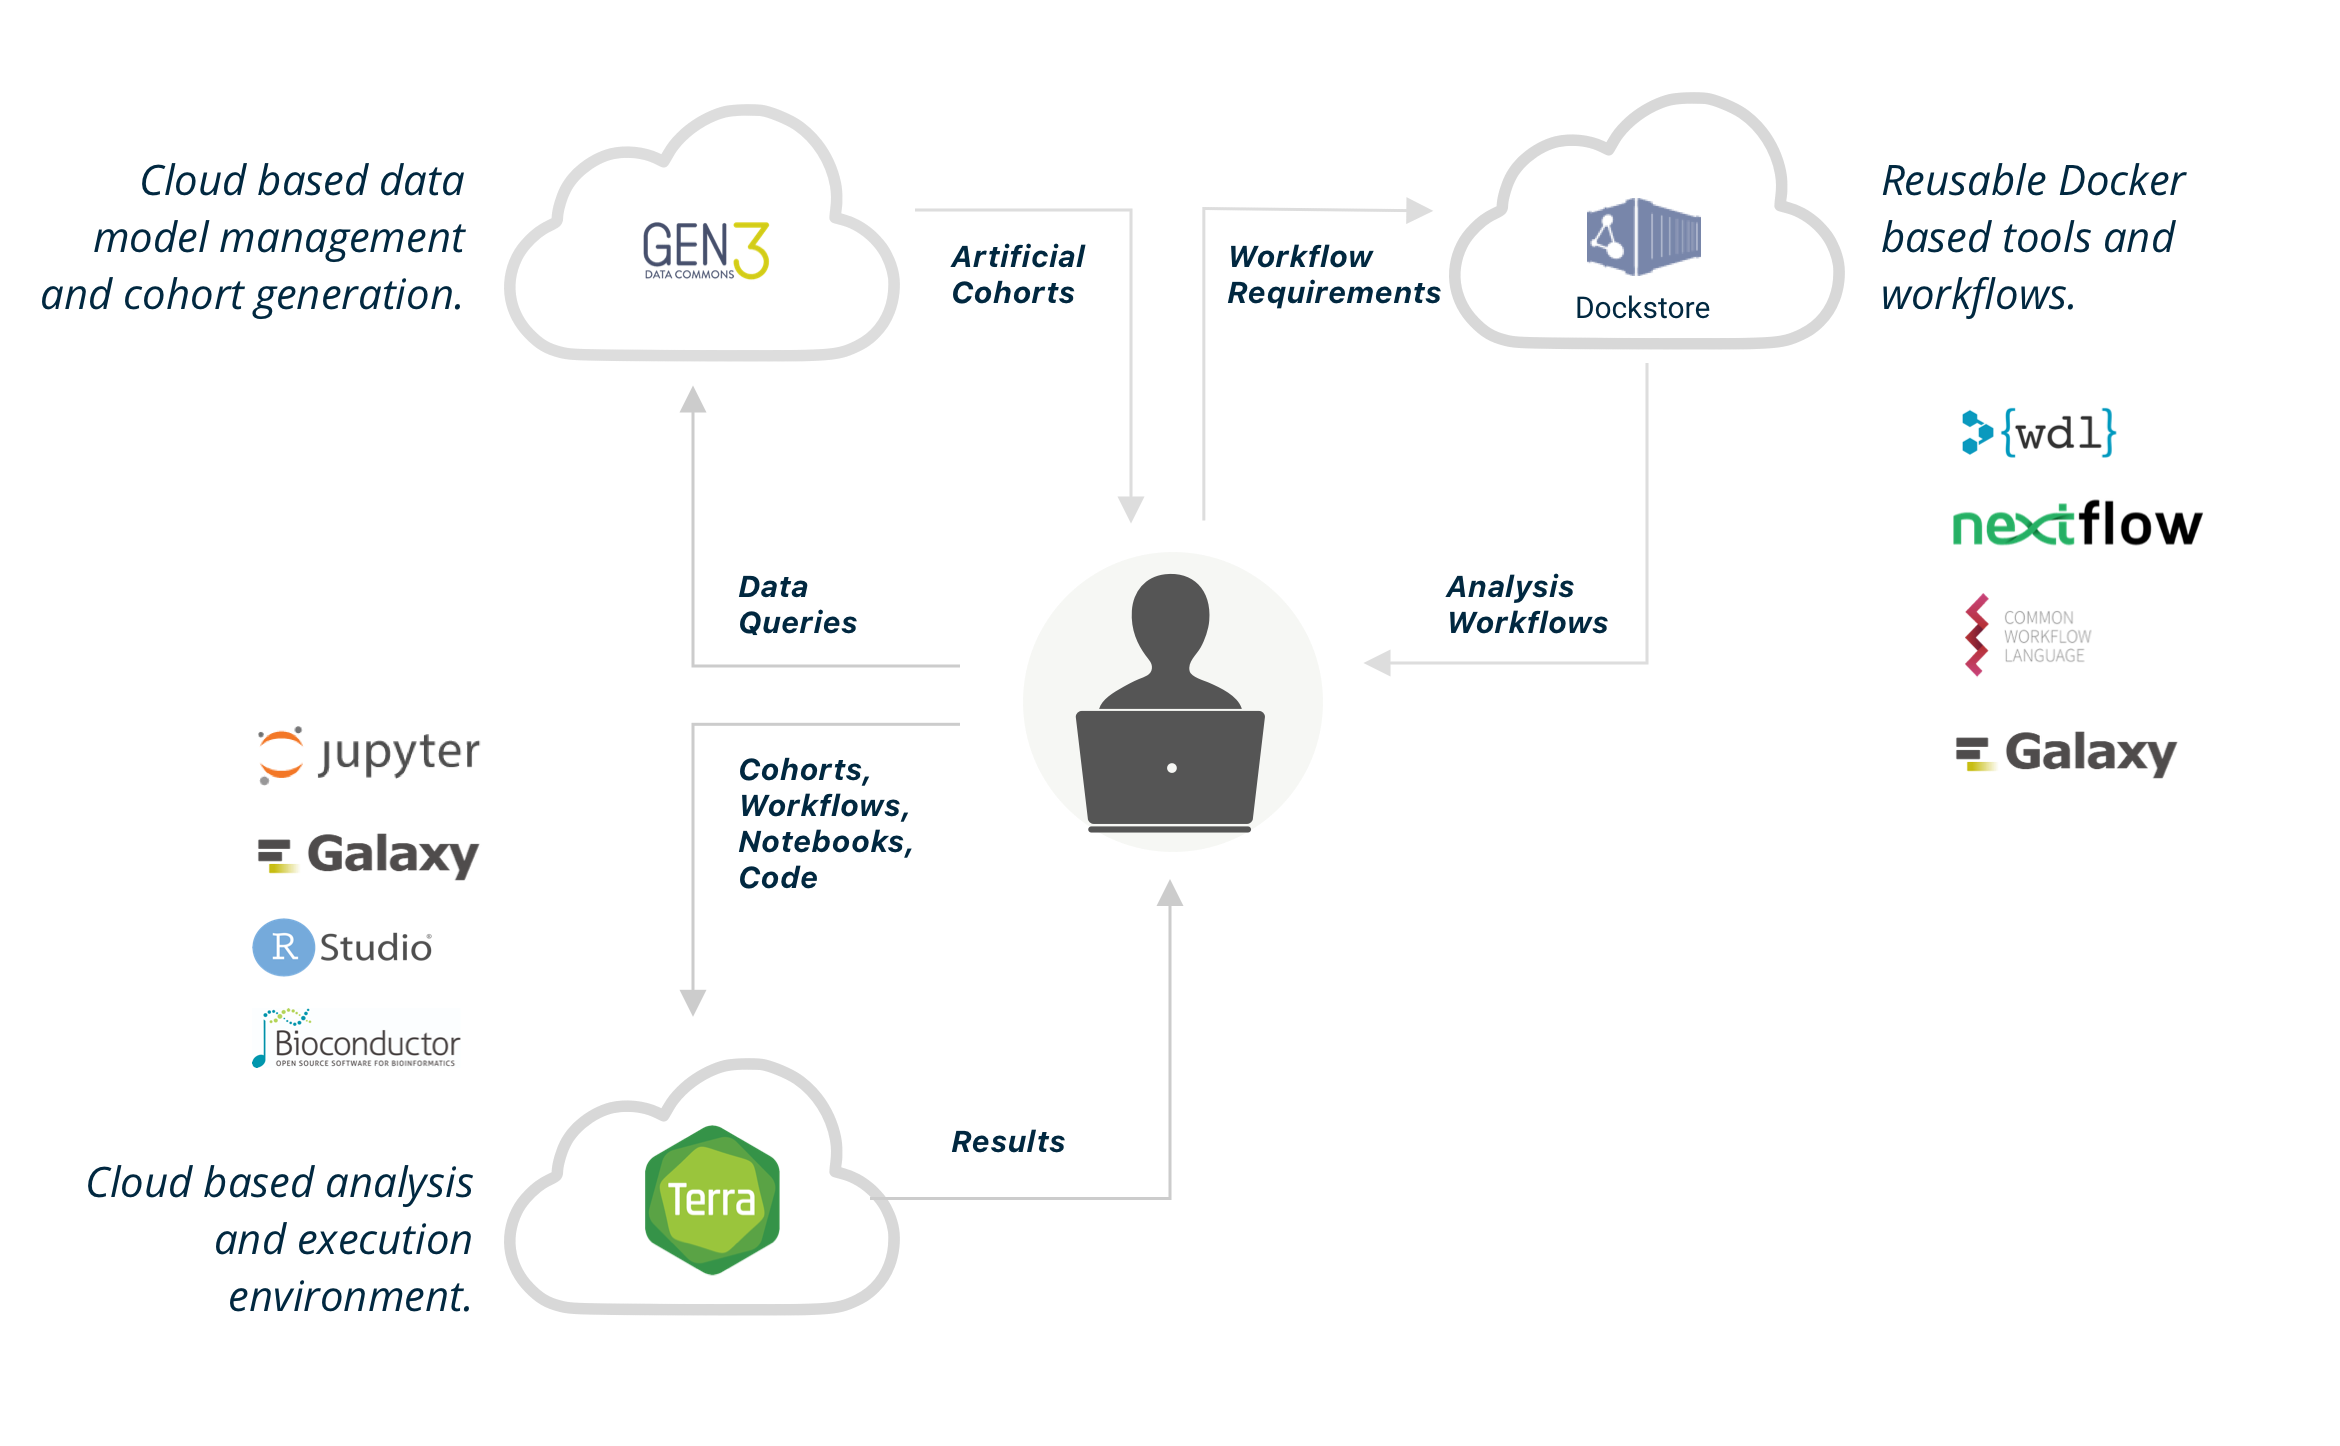 Cloud based data
model management
and cohort generation.
GEN3
DATA COMMONS
Artificial
Cohorts
Workflow
Requirements
Dockstore
Reusable Docker
based tools and
workflows.
{wdl}
nextflow
COMMON
WORKFLOW
LANGUAGE
Galaxy
Data
Queries
Analysis
Workflows
Cohorts,
Workflows,
Notebooks,
Code
jupyter
Galaxy
R Studio®
Bioconductor
OPEN SOURCE SOFTWARE FOR BIOINFORMATICS
Cloud based analysis
and execution
environment.
Terra
Results